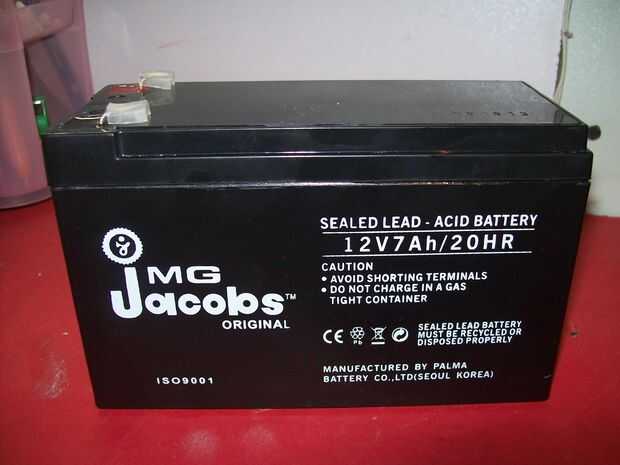 SEALED LEAD - ACID BATTERY
12V7Ah/20HR
CAUTION
• AVOID SHORTING TERMINALS
• DO NOT CHARGE IN A GAS
TIGHT CONTAINER
MG
Jacobs™
ORIGINAL
CE Pb SEALED LEAD BATTERY
MUST BE RECYCLED OR
DISPOSED PROPERLY
MANUFACTURED BY PALMA
BATTERY CO.,LTD(SEOUL KOREA)
ISO9001